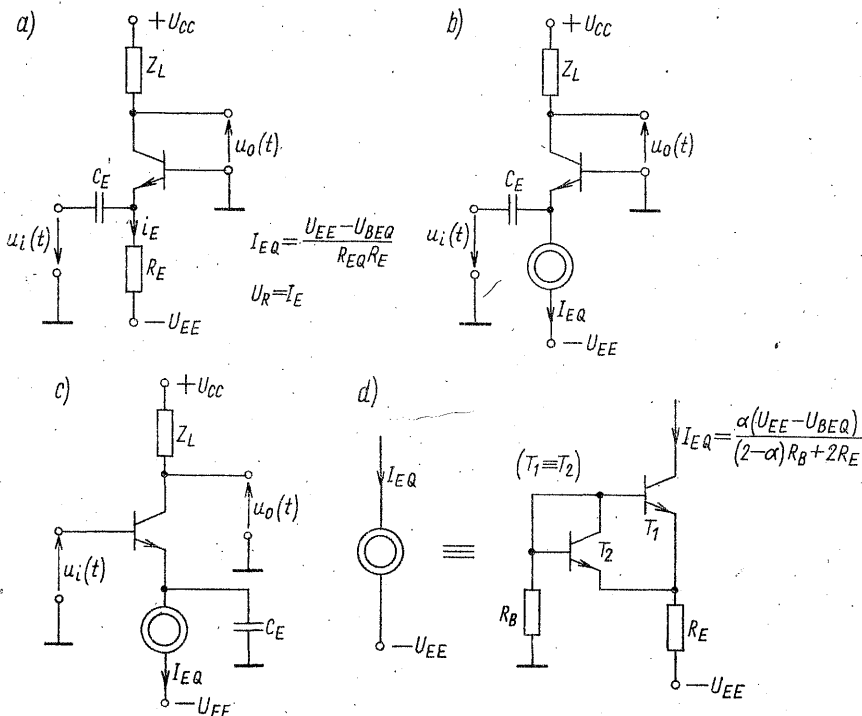 a)
+U_CC
Z_L
u_o(t)
C_E
u_i(t)
i_E
R_E
−U_EE
I_EQ = (U_EE − U_BEQ) / (R_EQ R_E)
U_R = I_E
b)
+U_CC
Z_L
u_o(t)
C_E
u_i(t)
I_EQ
−U_EE
c)
+U_CC
Z_L
u_o(t)
u_i(t)
C_E
I_EQ
−U_EE
d)
I_EQ
−U_EE
≡
(T_1≡T_2)
I_EQ = α(U_EE − U_BEQ) / ((2−α)R_B + 2R_E)
T_1
T_2
R_B
R_E
−U_EE